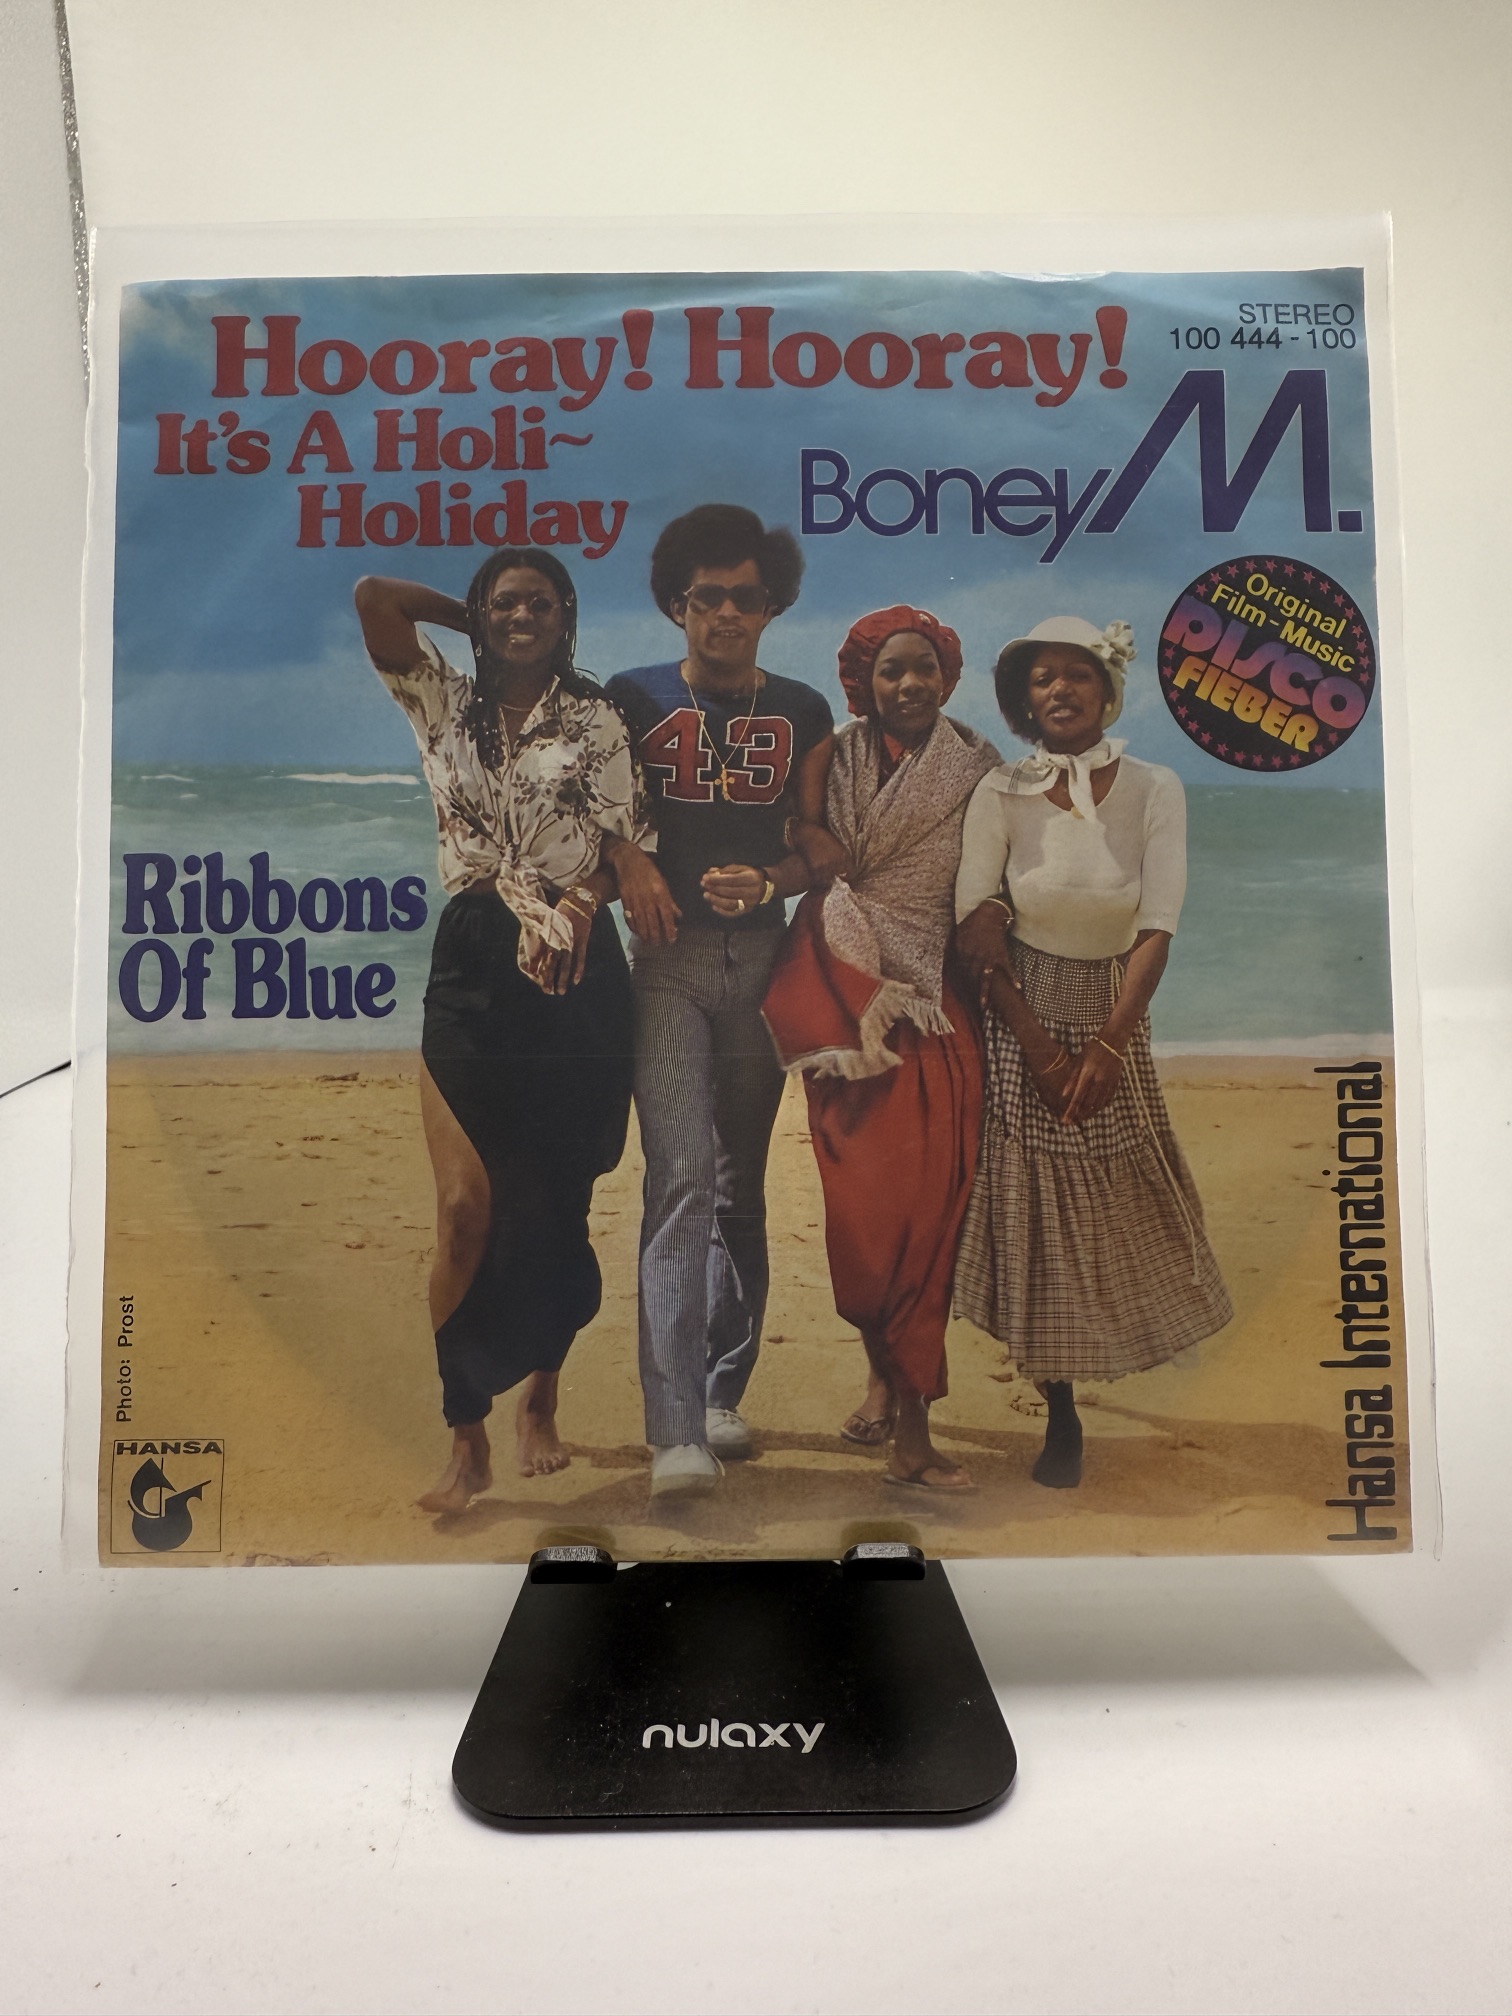 Hooray! Hooray!
It's A Holi~
Holiday
STEREO
100 444 - 100
Boney M.
Original
Film-Music
DISCO
FIEBER
43
Ribbons
Of Blue
Hansa International
Photo: Prost
HANSA
nulaxy